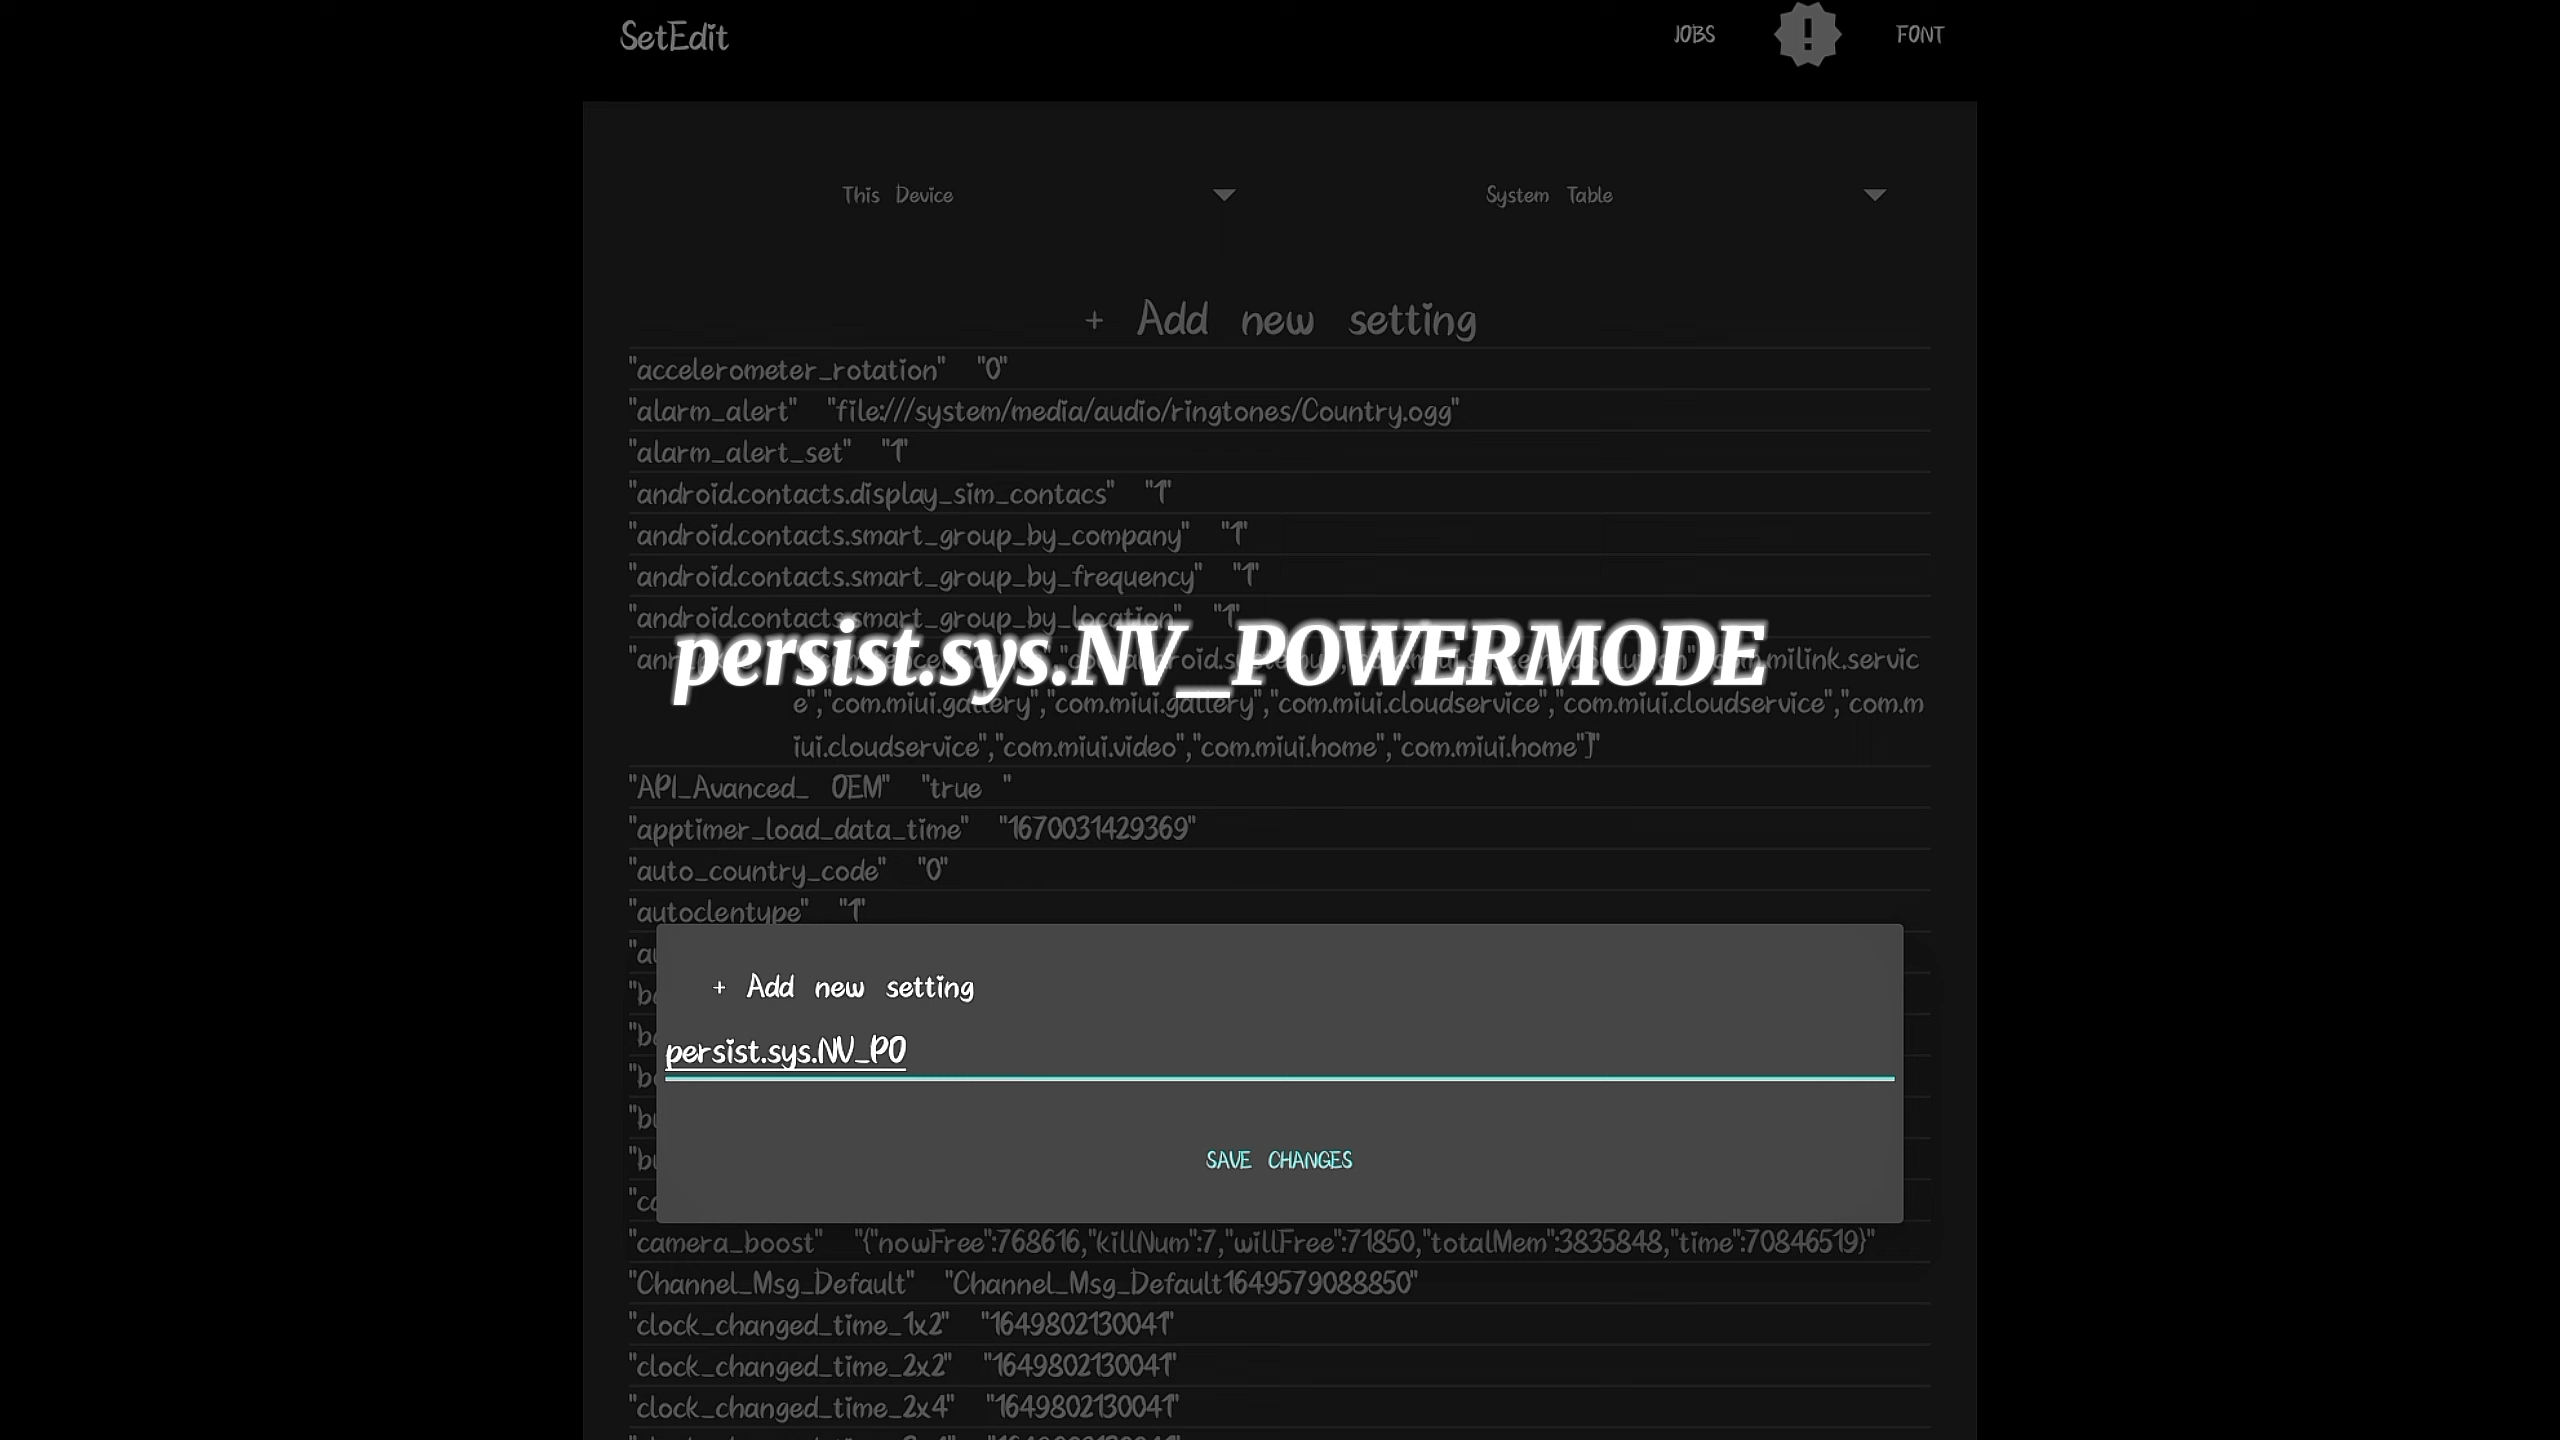 SetEdit
JOBS
!
FONT
This Device
System Table
+ Add new setting
"accelerometer_rotation" "0"
"alarm_alert" "file:///system/media/audio/ringtones/Country.ogg"
"alarm_alert_set" "1"
"android.contacts.display_sim_contacs" "1"
"android.contacts.smart_group_by_company" "1"
"android.contacts.smart_group_by_frequency" "1"
"android.contacts.smart_group_by_location" "1"
persist.sys.NV_POWERMODE
e","com.miui.gallery","com.miui.gallery","com.miui.cloudservice","com.miui.cloudservice","com.m
iui.cloudservice","com.miui.video","com.miui.home","com.miui.home"]"
"API_Avanced_ OEM" "true "
"apptimer_load_data_time" "1670031429369"
"auto_country_code" "0"
"autoclentype" "1"
+ Add new setting
persist.sys.NV_PO
SAVE CHANGES
"camera_boost" "{"nowFree":768616,"killNum":7,"willFree":71850,"totalMem":3835848,"time":70846519}"
"Channel_Msg_Default" "Channel_Msg_Default1649579088850"
"clock_changed_time_1x2" "1649802130041"
"clock_changed_time_2x2" "1649802130041"
"clock_changed_time_2x4" "1649802130041"